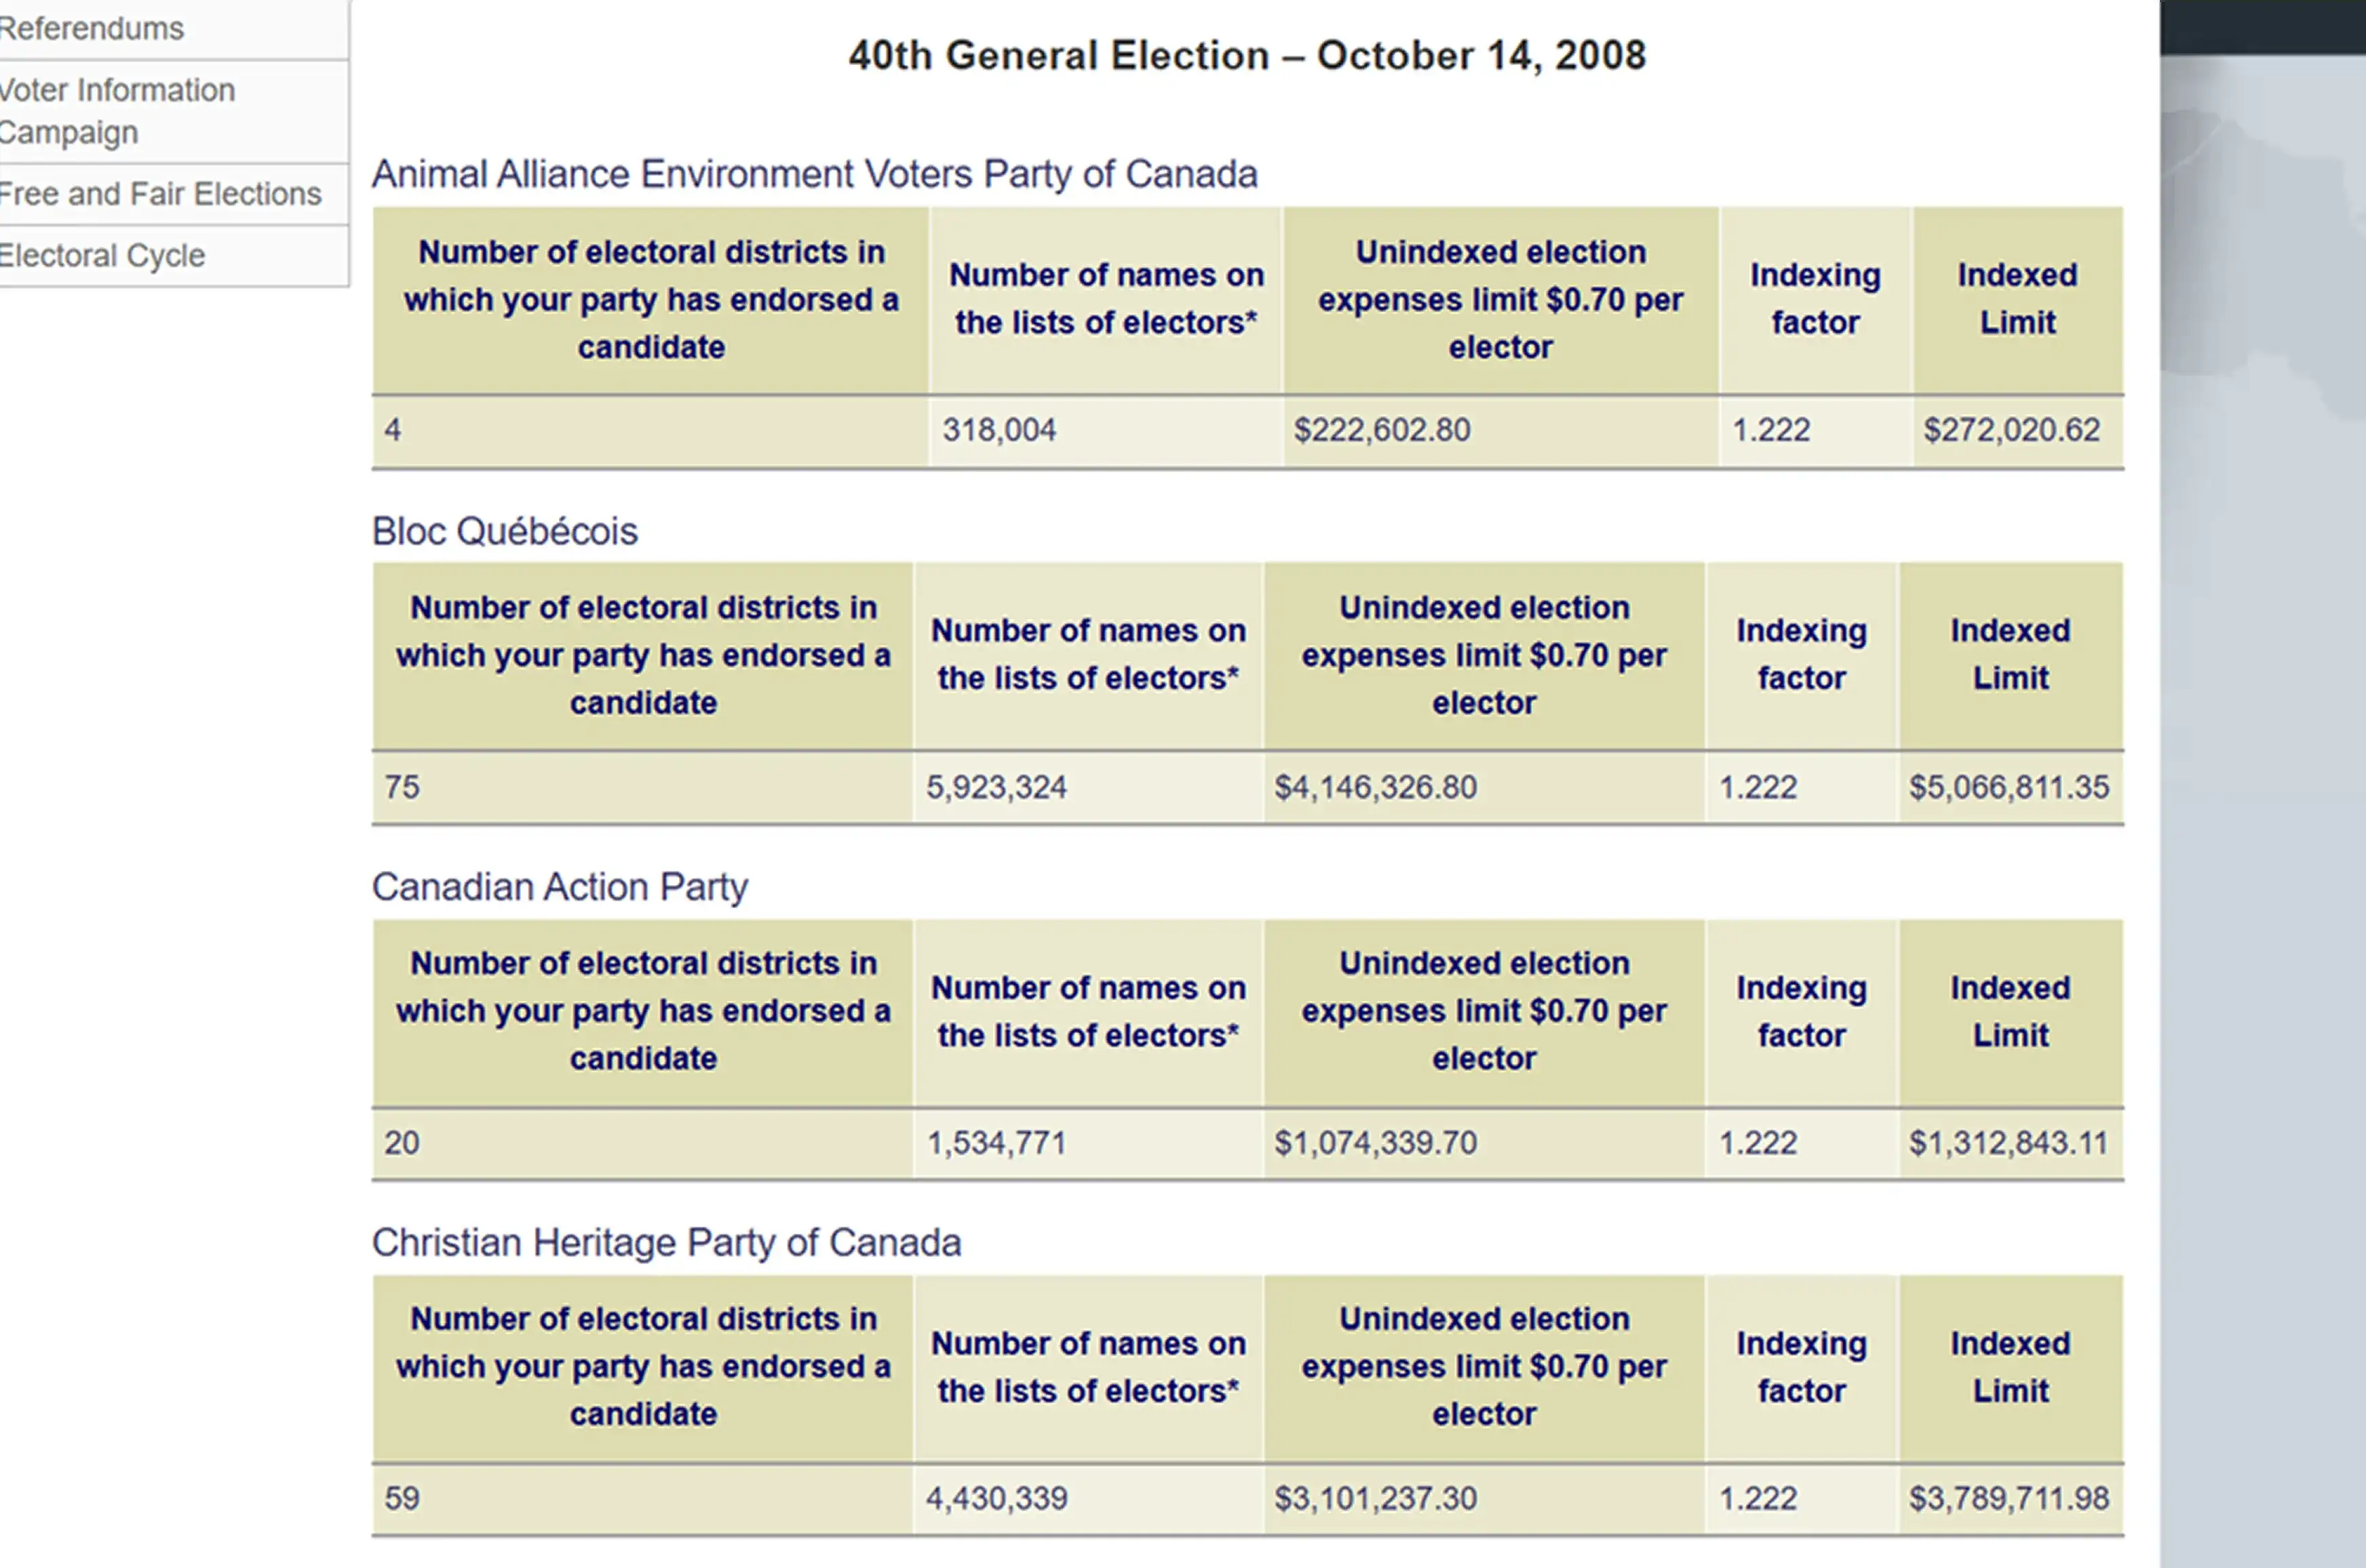 Referendums
Voter Information
Campaign
Free and Fair Elections
Electoral Cycle
40th General Election – October 14, 2008
Animal Alliance Environment Voters Party of Canada
Number of electoral districts in
which your party has endorsed a
candidate
Number of names on
the lists of electors*
Unindexed election
expenses limit $0.70 per
elector
Indexing
factor
Indexed
Limit
4 318,004 $222,602.80 1.222 $272,020.62
Bloc Québécois
Number of electoral districts in
which your party has endorsed a
candidate
Number of names on
the lists of electors*
Unindexed election
expenses limit $0.70 per
elector
Indexing
factor
Indexed
Limit
75 5,923,324 $4,146,326.80 1.222 $5,066,811.35
Canadian Action Party
Number of electoral districts in
which your party has endorsed a
candidate
Number of names on
the lists of electors*
Unindexed election
expenses limit $0.70 per
elector
Indexing
factor
Indexed
Limit
20 1,534,771 $1,074,339.70 1.222 $1,312,843.11
Christian Heritage Party of Canada
Number of electoral districts in
which your party has endorsed a
candidate
Number of names on
the lists of electors*
Unindexed election
expenses limit $0.70 per
elector
Indexing
factor
Indexed
Limit
59 4,430,339 $3,101,237.30 1.222 $3,789,711.98